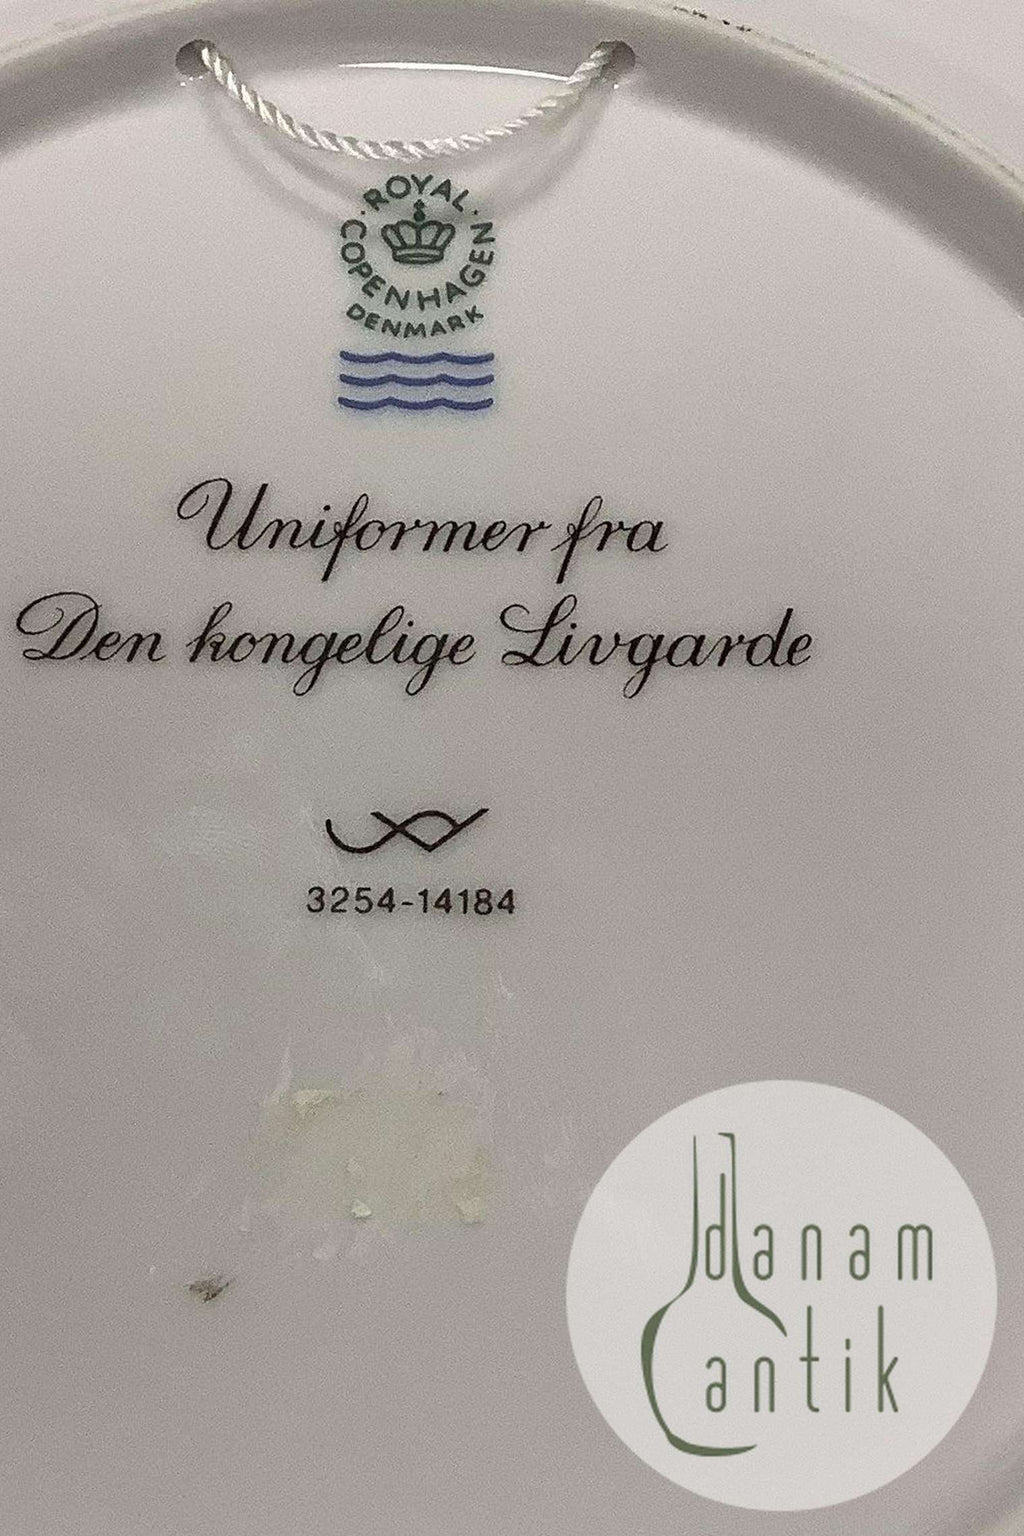 ROYAL
COPENHAGEN
DENMARK
Uniformer fra
Den kongelige Livgarde
3254-14184
danam
antik